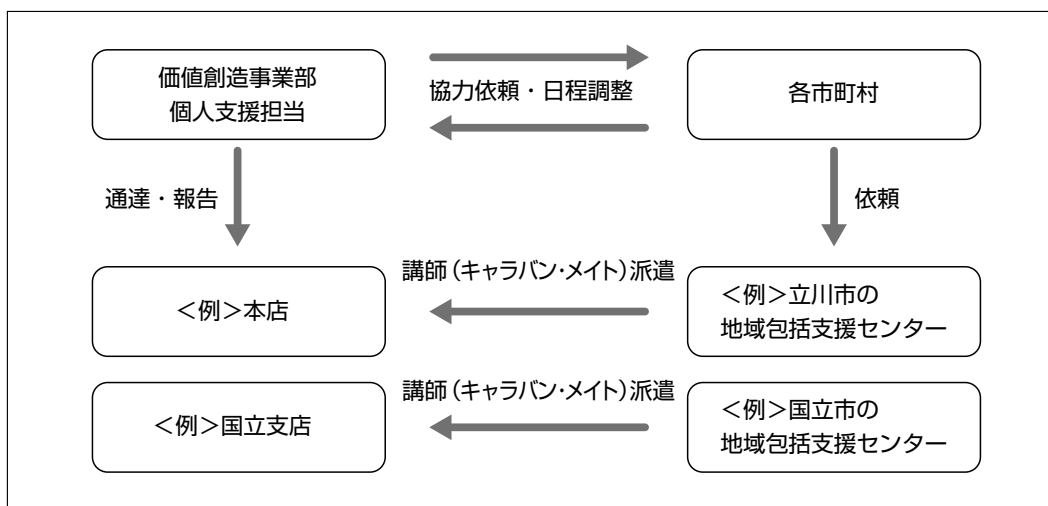 価値創造事業部
個人支援担当
協力依頼・日程調整
各市町村
通達・報告
依頼
講師（キャラバン・メイト）派遣
＜例＞本店
＜例＞立川市の
地域包括支援センター
講師（キャラバン・メイト）派遣
＜例＞国立支店
＜例＞国立市の
地域包括支援センター